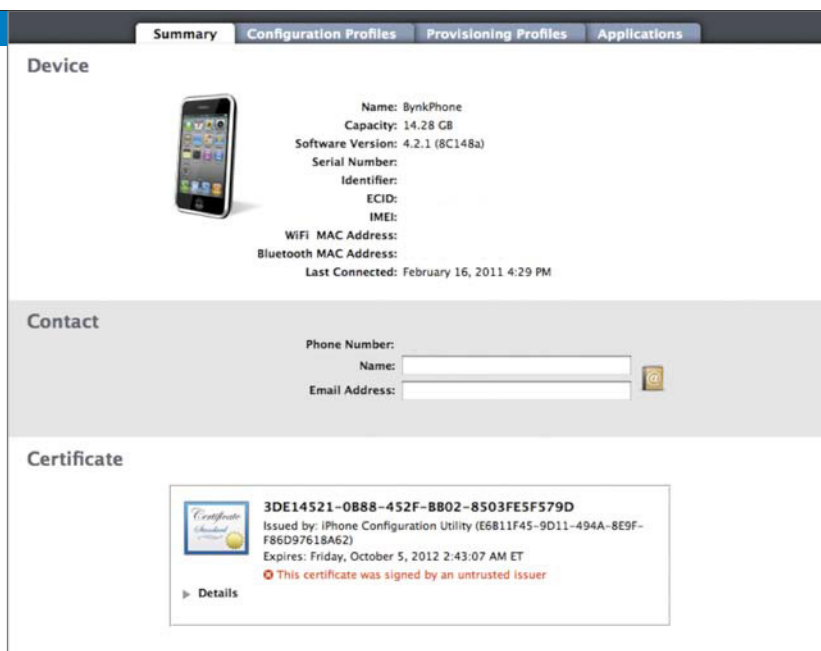 Summary Configuration Profiles Provisioning Profiles Applications
Device
Name: BynkPhone
Capacity: 14.28 GB
Software Version: 4.2.1 (8C148a)
Serial Number:
Identifier:
ECID:
IMEI:
WiFi MAC Address:
Bluetooth MAC Address:
Last Connected: February 16, 2011 4:29 PM
Contact
Phone Number:
Name:
Email Address:
Certificate
3DE14521-0B88-452F-BB02-8503FE5F579D
Issued by: iPhone Configuration Utility (E6B11F45-9D11-494A-8E9F-
F86D97618A62)
Expires: Friday, October 5, 2012 2:43:07 AM ET
This certificate was signed by an untrusted issuer
Details